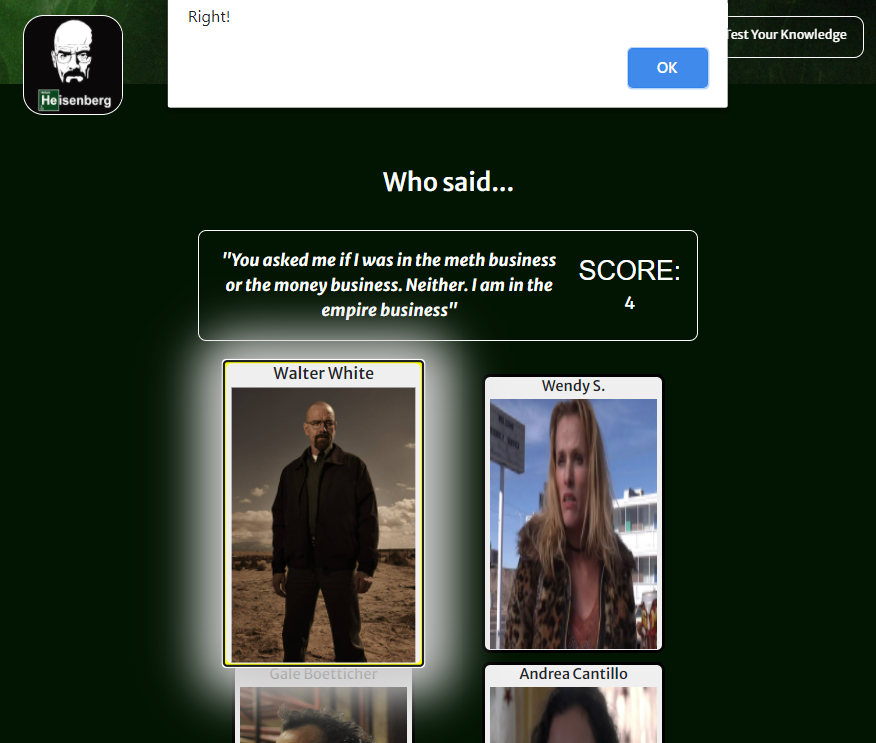 Right!
OK
Test Your Knowledge
Heisenberg
Who said...
"You asked me if I was in the meth business
or the money business. Neither. I am in the
empire business"
SCORE:
4
Walter White
Wendy S.
Gale Boetticher
Andrea Cantillo